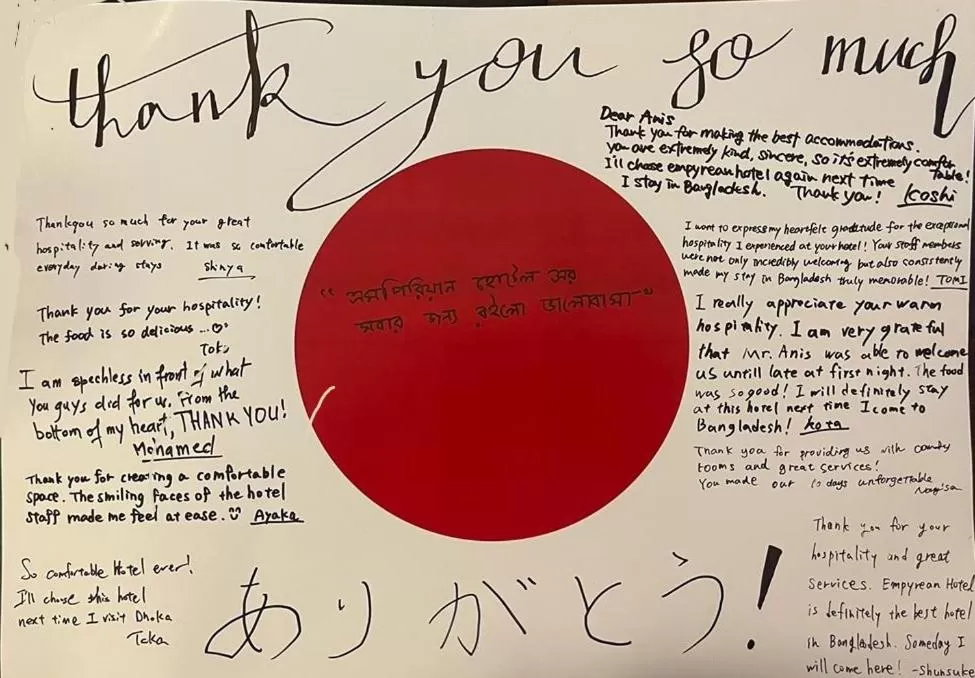 thank you so much
Dear Anis
Thank you for making the best accommodations.
you are extremely kind, sincere, so it's extremely comfortable!
I'll chose empyrean hotel again next time
I stay in Bangladesh. Thank you! Koshi
Thankyou so much for your great
hospitality and serving. It was so comfortable
everyday during stays
Shinya
Thank you for your hospitality!
The food is so delicious...♡
Toki
I am speechless in front of what
You guys did for us. From the
bottom of my heart, THANK YOU!
Mohamed
Thank you for creating a comfortable
space. The smiling faces of the hotel
staff made me feel at ease. Ayaka
So comfortable Hotel ever!
I'll chose this hotel
next time I visit Dhaka
Taka
"এমপিরিয়ান হোটেল এর
সবার জন্য রইলো ভালোবাসা"
I want to express my heartfelt gratitude for the exceptional
hospitality I experienced at your hotel! Your staff members
were not only incredibly welcoming but also consistently
made my stay in Bangladesh truly memorable! TOMI
I really appreciate your warm
hospitality. I am very grateful
that Mr. Anis was able to welcome
us untill late at first night. The food
was so good! I will definitely stay
at this hotel next time I come to
Bangladesh! kota
Thank you for providing us with
rooms and great services!
You made our 10 days unforgettable
Nagisa
Thank you for your
hospitality and great
Services. Empyrean Hotel
is definitely the best hotel
in Bangladesh. Someday I
will come here! -Shunsuke
ありがとう!